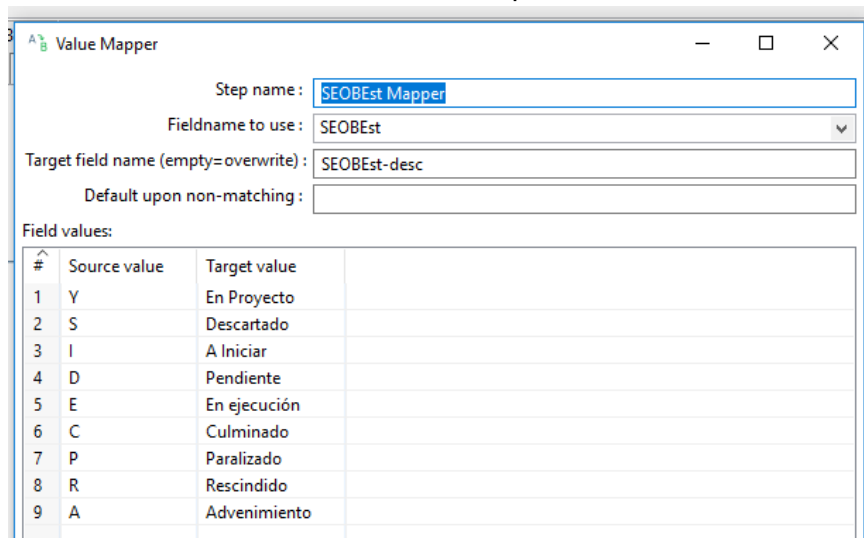 Value Mapper
Step name : SEOBEst Mapper
Fieldname to use : SEOBEst
Target field name (empty=overwrite) : SEOBEst-desc
Default upon non-matching :
Field values:
# Source value Target value
1 Y En Proyecto
2 S Descartado
3 I A Iniciar
4 D Pendiente
5 E En ejecución
6 C Culminado
7 P Paralizado
8 R Rescindido
9 A Advenimiento